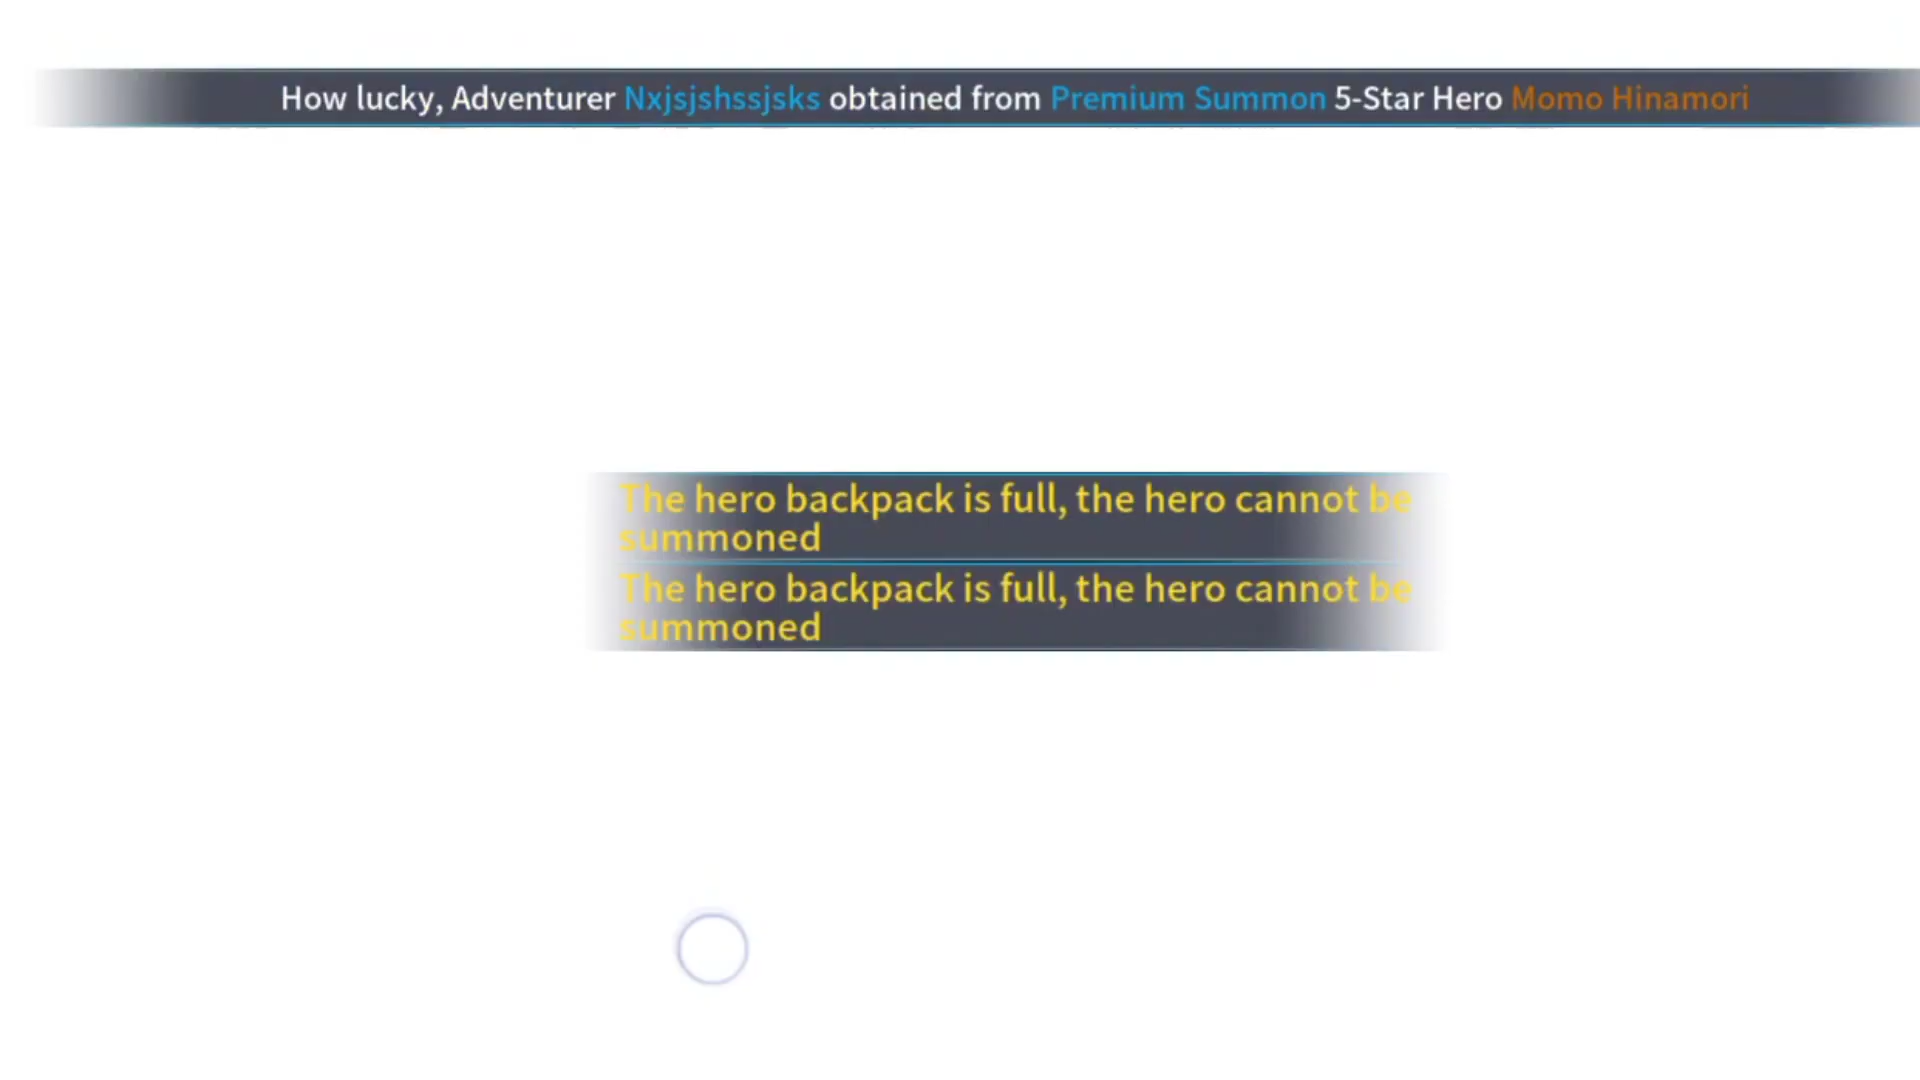 How lucky, Adventurer Nxjsjshssjsks obtained from Premium Summon 5-Star Hero Momo Hinamori
The hero backpack is full, the hero cannot be
summoned
The hero backpack is full, the hero cannot be
summoned